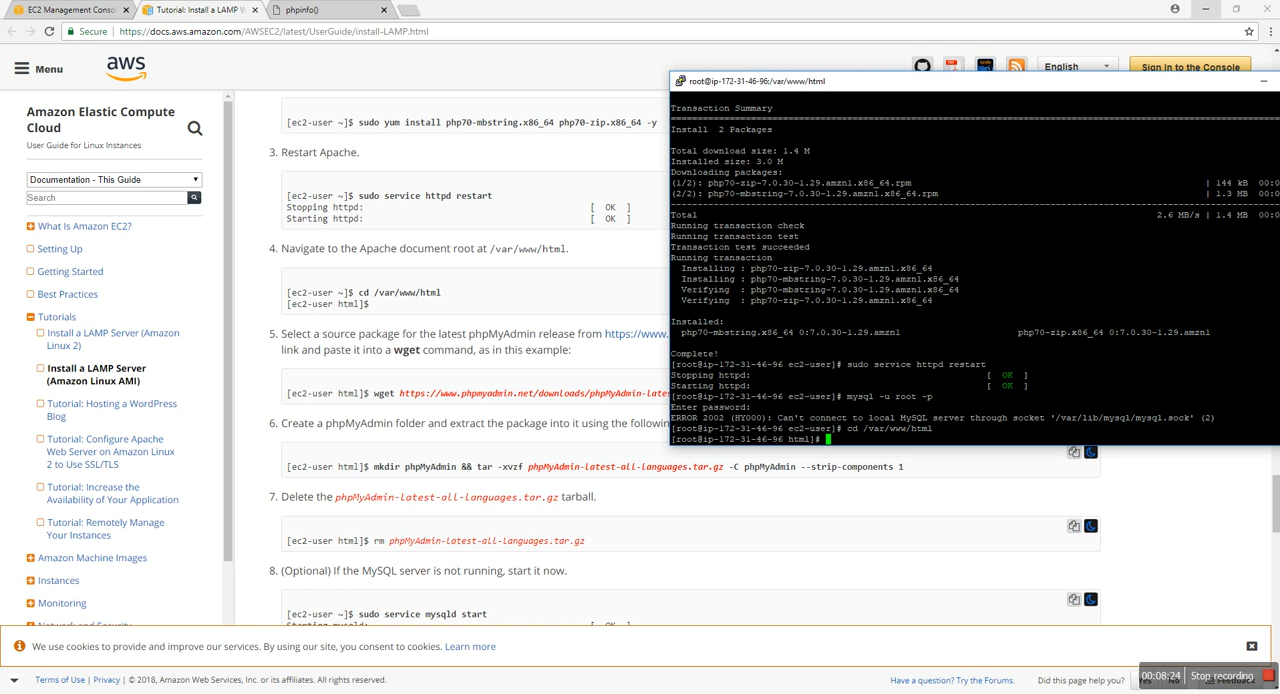 EC2 Management Conso
Tutorial: Install a LAMP W
phpinfo()
Secure
https://docs.aws.amazon.com/AWSEC2/latest/UserGuide/install-LAMP.html
Menu
aws
English
Sign In to the Console
Amazon Elastic Compute
Cloud
User Guide for Linux Instances
Documentation - This Guide
Search
What Is Amazon EC2?
Setting Up
Getting Started
Best Practices
Tutorials
Install a LAMP Server (Amazon
Linux 2)
Install a LAMP Server
(Amazon Linux AMI)
Tutorial: Hosting a WordPress
Blog
Tutorial: Configure Apache
Web Server on Amazon Linux
2 to Use SSL/TLS
Tutorial: Increase the
Availability of Your Application
Tutorial: Remotely Manage
Your Instances
Amazon Machine Images
Instances
Monitoring
Network and Security
[ec2-user ~]$ sudo yum install php70-mbstring.x86_64 php70-zip.x86_64 -y
3. Restart Apache.
[ec2-user ~]$ sudo service httpd restart
Stopping httpd: [ OK ]
Starting httpd: [ OK ]
4. Navigate to the Apache document root at /var/www/html.
[ec2-user ~]$ cd /var/www/html
[ec2-user html]$
5. Select a source package for the latest phpMyAdmin release from https://www.
link and paste it into a wget command, as in this example:
[ec2-user html]$ wget https://www.phpmyadmin.net/downloads/phpMyAdmin-lates
6. Create a phpMyAdmin folder and extract the package into it using the following
[ec2-user html]$ mkdir phpMyAdmin && tar -xvzf phpMyAdmin-latest-all-languages.tar.gz -C phpMyAdmin --strip-components 1
7. Delete the phpMyAdmin-latest-all-languages.tar.gz tarball.
[ec2-user html]$ rm phpMyAdmin-latest-all-languages.tar.gz
8. (Optional) If the MySQL server is not running, start it now.
[ec2-user ~]$ sudo service mysqld start
Starting mysqld: [ OK ]
root@ip-172-31-46-96:/var/www/html
Transaction Summary
Install 2 Packages
Total download size: 1.4 M
Installed size: 3.0 M
Downloading packages:
(1/2): php70-zip-7.0.30-1.29.amzn1.x86_64.rpm | 144 kB 00:0
(2/2): php70-mbstring-7.0.30-1.29.amzn1.x86_64.rpm | 1.3 MB 00:0
Total 2.6 MB/s | 1.4 MB 00:0
Running transaction check
Running transaction test
Transaction test succeeded
Running transaction
Installing : php70-zip-7.0.30-1.29.amzn1.x86_64
Installing : php70-mbstring-7.0.30-1.29.amzn1.x86_64
Verifying : php70-mbstring-7.0.30-1.29.amzn1.x86_64
Verifying : php70-zip-7.0.30-1.29.amzn1.x86_64
Installed:
php70-mbstring.x86_64 0:7.0.30-1.29.amzn1 php70-zip.x86_64 0:7.0.30-1.29.amzn1
Complete!
[root@ip-172-31-46-96 ec2-user]# sudo service httpd restart
Stopping httpd: [ OK ]
Starting httpd: [ OK ]
[root@ip-172-31-46-96 ec2-user]# mysql -u root -p
Enter password:
ERROR 2002 (HY000): Can't connect to local MySQL server through socket '/var/lib/mysql/mysql.sock' (2)
[root@ip-172-31-46-96 ec2-user]# cd /var/www/html
[root@ip-172-31-46-96 html]#
We use cookies to provide and improve our services. By using our site, you consent to cookies. Learn more
Terms of Use | Privacy | © 2018, Amazon Web Services, Inc. or its affiliates. All rights reserved.
Have a question? Try the Forums.
Did this page help you?
Yes
No
Feedback
00:08:24
Stop recording